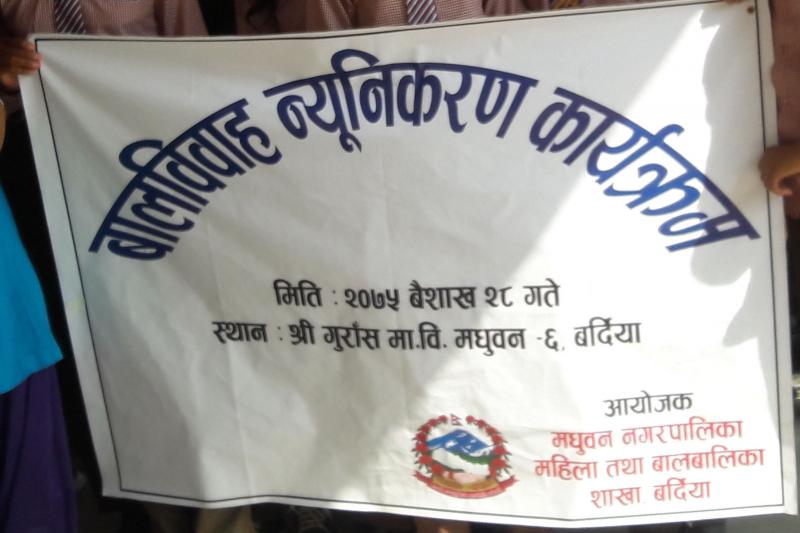 बालविवाह न्यूनिकरण कार्यक्रम
मिति : २०७५ बैशाख २८ गते
स्थान : श्री गुराँस मा.वि. मधुवन -६, बर्दिया
आयोजक
मधुवन नगरपालिका
महिला तथा बालबालिका
शाखा बर्दिया